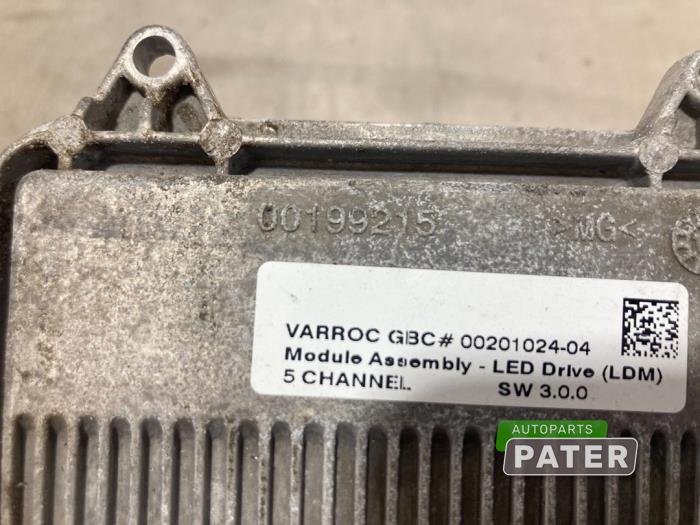 00199215 >MG<
VARROC GBC# 00201024-04
Module Assembly - LED Drive (LDM)
5 CHANNEL SW 3.0.0
AUTOPARTS
PATER